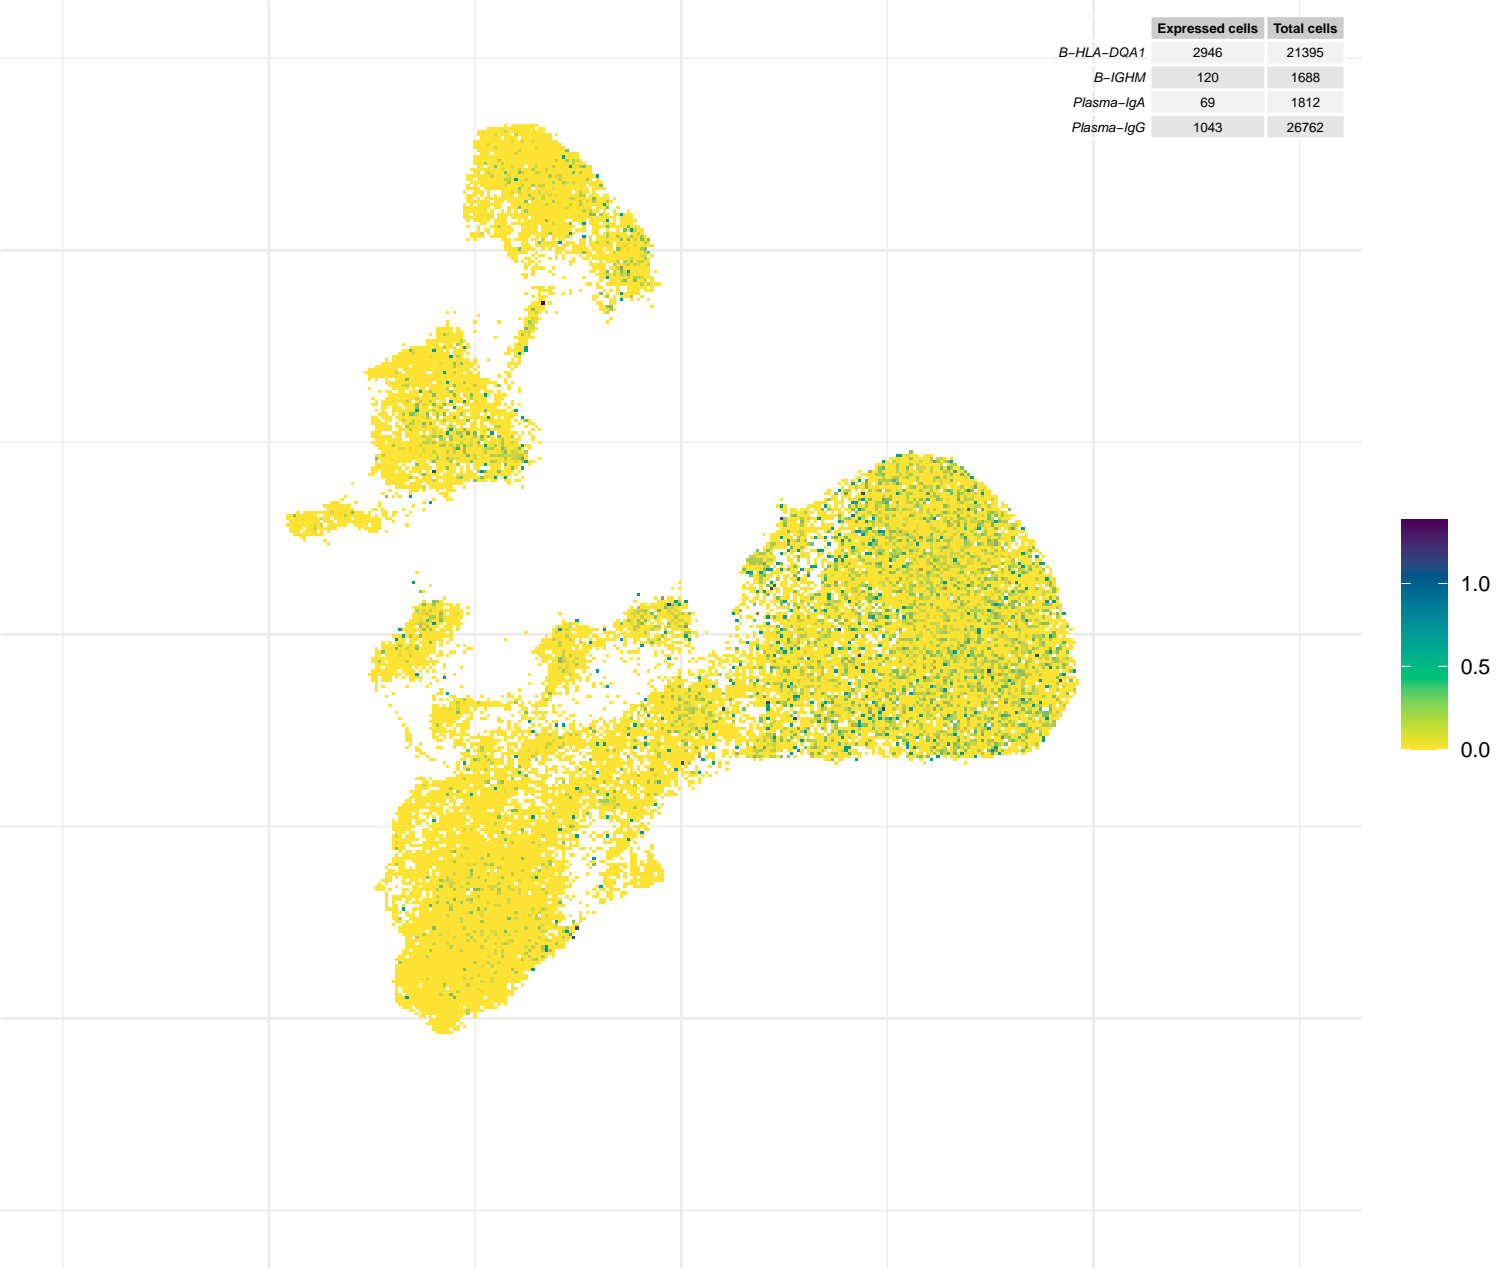 Expressed cells Total cells
B−HLA−DQA1 2946 21395
B−IGHM 120 1688
Plasma−IgA 69 1812
Plasma−IgG 1043 26762
1.0
0.5
0.0